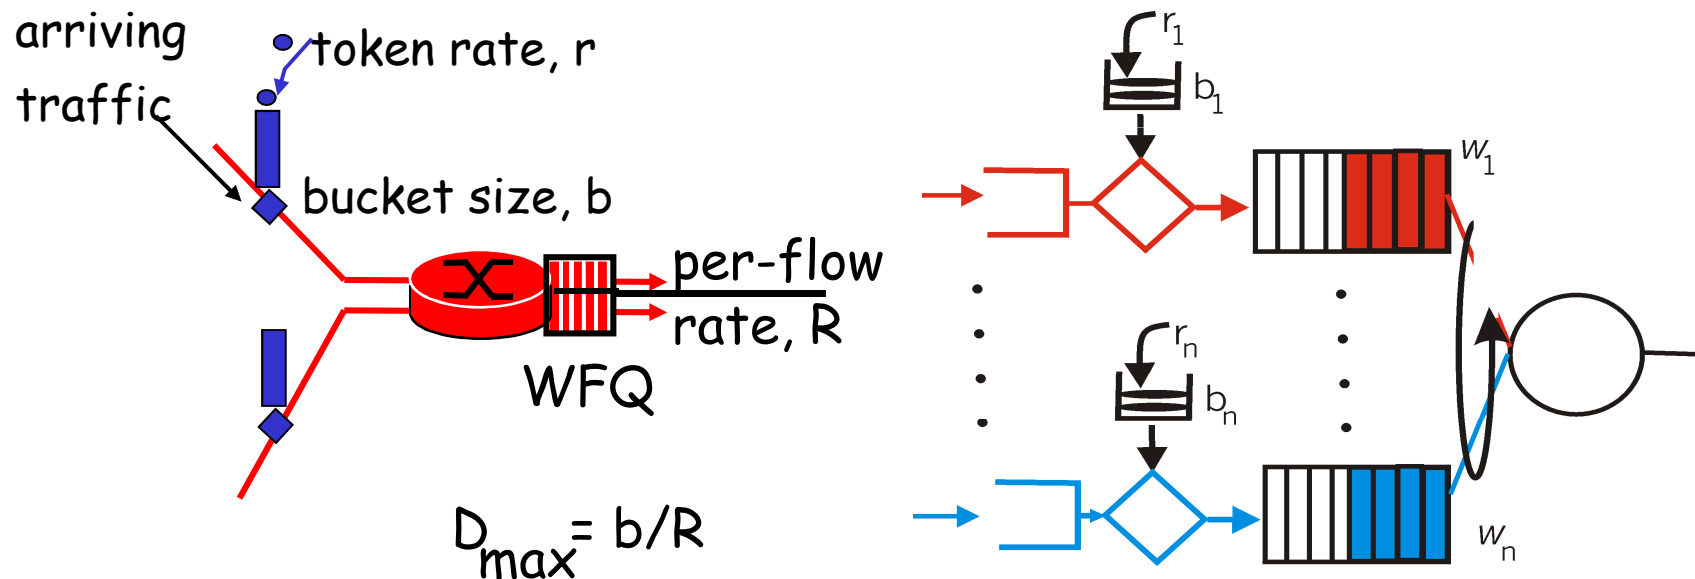 arriving
traffic
token rate, r
bucket size, b
per-flow
rate, R
WFQ
Dmax = b/R
r1
b1
w1
rn
bn
wn